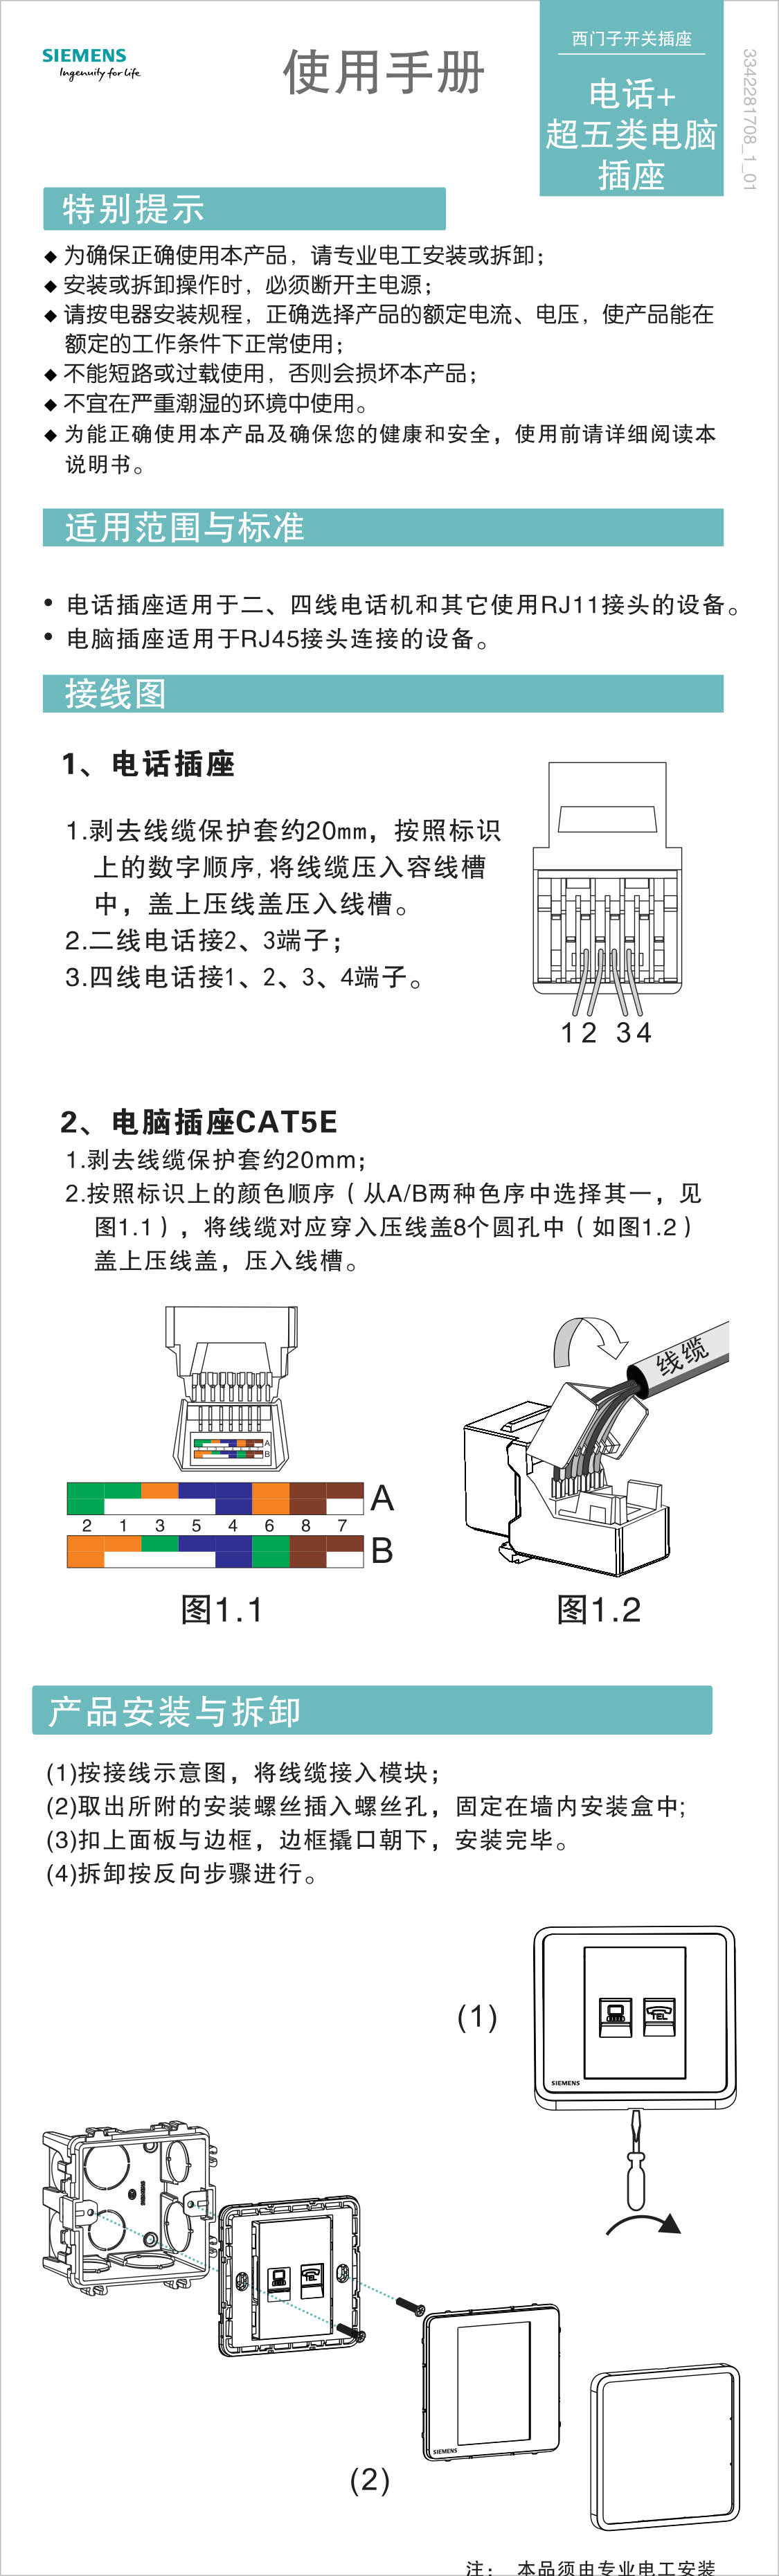 SIEMENS
Ingenuity for life
使用手册
西门子开关插座
电话+
超五类电脑
插座
3342281708_1_01
特别提示
◆ 为确保正确使用本产品，请专业电工安装或拆卸；
◆ 安装或拆卸操作时，必须断开主电源；
◆ 请按电器安装规程，正确选择产品的额定电流、电压，使产品能在
额定的工作条件下正常使用；
◆ 不能短路或过载使用，否则会损坏本产品；
◆ 不宜在严重潮湿的环境中使用。
◆ 为能正确使用本产品及确保您的健康和安全，使用前请详细阅读本
说明书。
适用范围与标准
• 电话插座适用于二、四线电话机和其它使用RJ11接头的设备。
• 电脑插座适用于RJ45接头连接的设备。
接线图
1、电话插座
1.剥去线缆保护套约20mm，按照标识
上的数字顺序,将线缆压入容线槽
中，盖上压线盖压入线槽。
2.二线电话接2、3端子；
3.四线电话接1、2、3、4端子。
12 34
2、电脑插座CAT5E
1.剥去线缆保护套约20mm；
2.按照标识上的颜色顺序（从A/B两种色序中选择其一，见
图1.1），将线缆对应穿入压线盖8个圆孔中（如图1.2）
盖上压线盖，压入线槽。
A
B
线缆
A
2 1 3 5 4 6 8 7
B
图1.1
图1.2
产品安装与拆卸
(1)按接线示意图，将线缆接入模块；
(2)取出所附的安装螺丝插入螺丝孔，固定在墙内安装盒中;
(3)扣上面板与边框，边框撬口朝下，安装完毕。
(4)拆卸按反向步骤进行。
(1)
TEL
SIEMENS
SIEMENS
TEL
SIEMENS
(2)
注： 本品须由专业电工安装